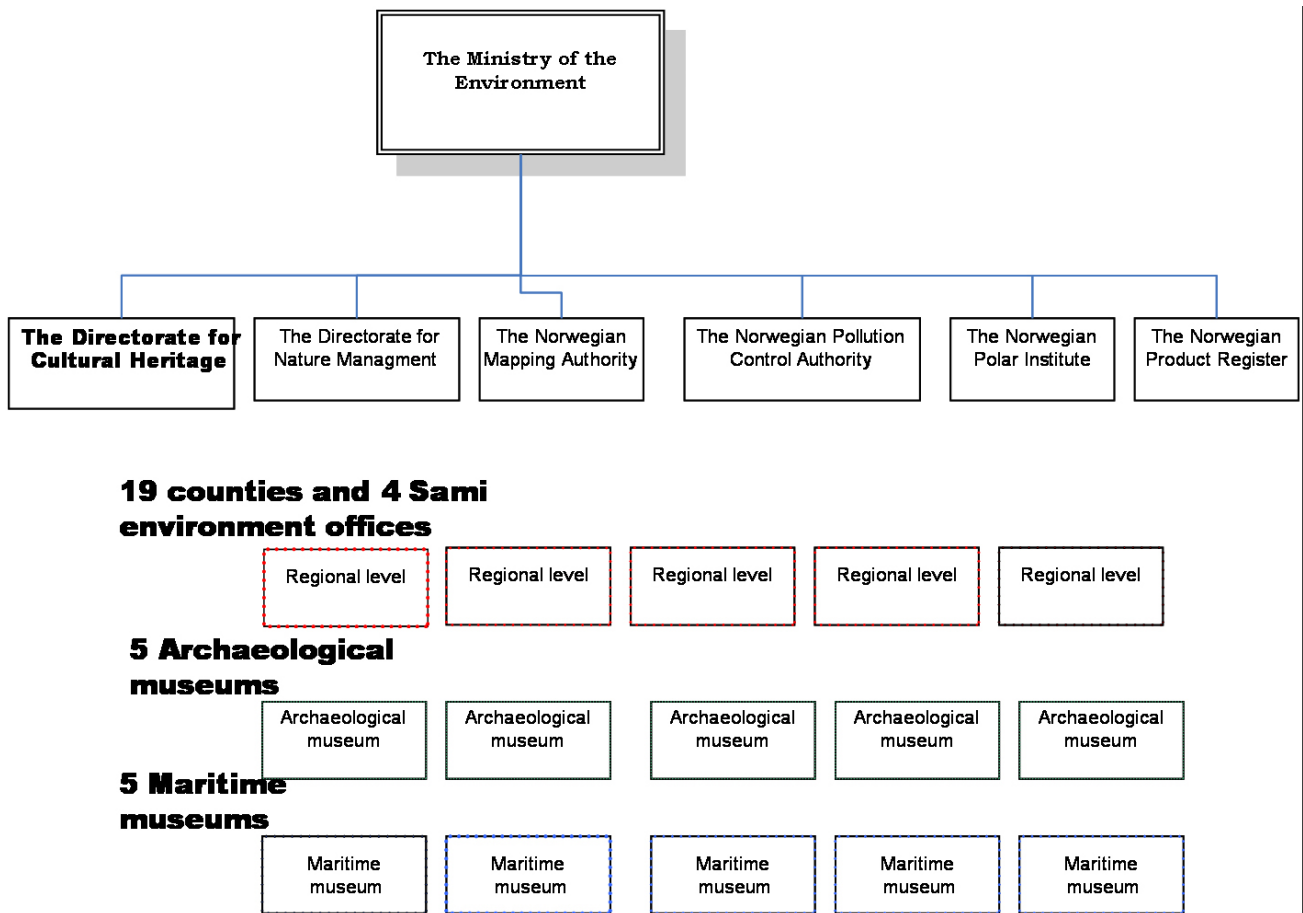 The Ministry of the
Environment
The Directorate for
Cultural Heritage
The Directorate for
Nature Managment
The Norwegian
Mapping Authority
The Norwegian Pollution
Control Authority
The Norwegian
Polar Institute
The Norwegian
Product Register
19 counties and 4 Sami
environment offices
Regional level
Regional level
Regional level
Regional level
Regional level
5 Archaeological
museums
Archaeological
museum
Archaeological
museum
Archaeological
museum
Archaeological
museum
Archaeological
museum
5 Maritime
museums
Maritime
museum
Maritime
museum
Maritime
museum
Maritime
museum
Maritime
museum